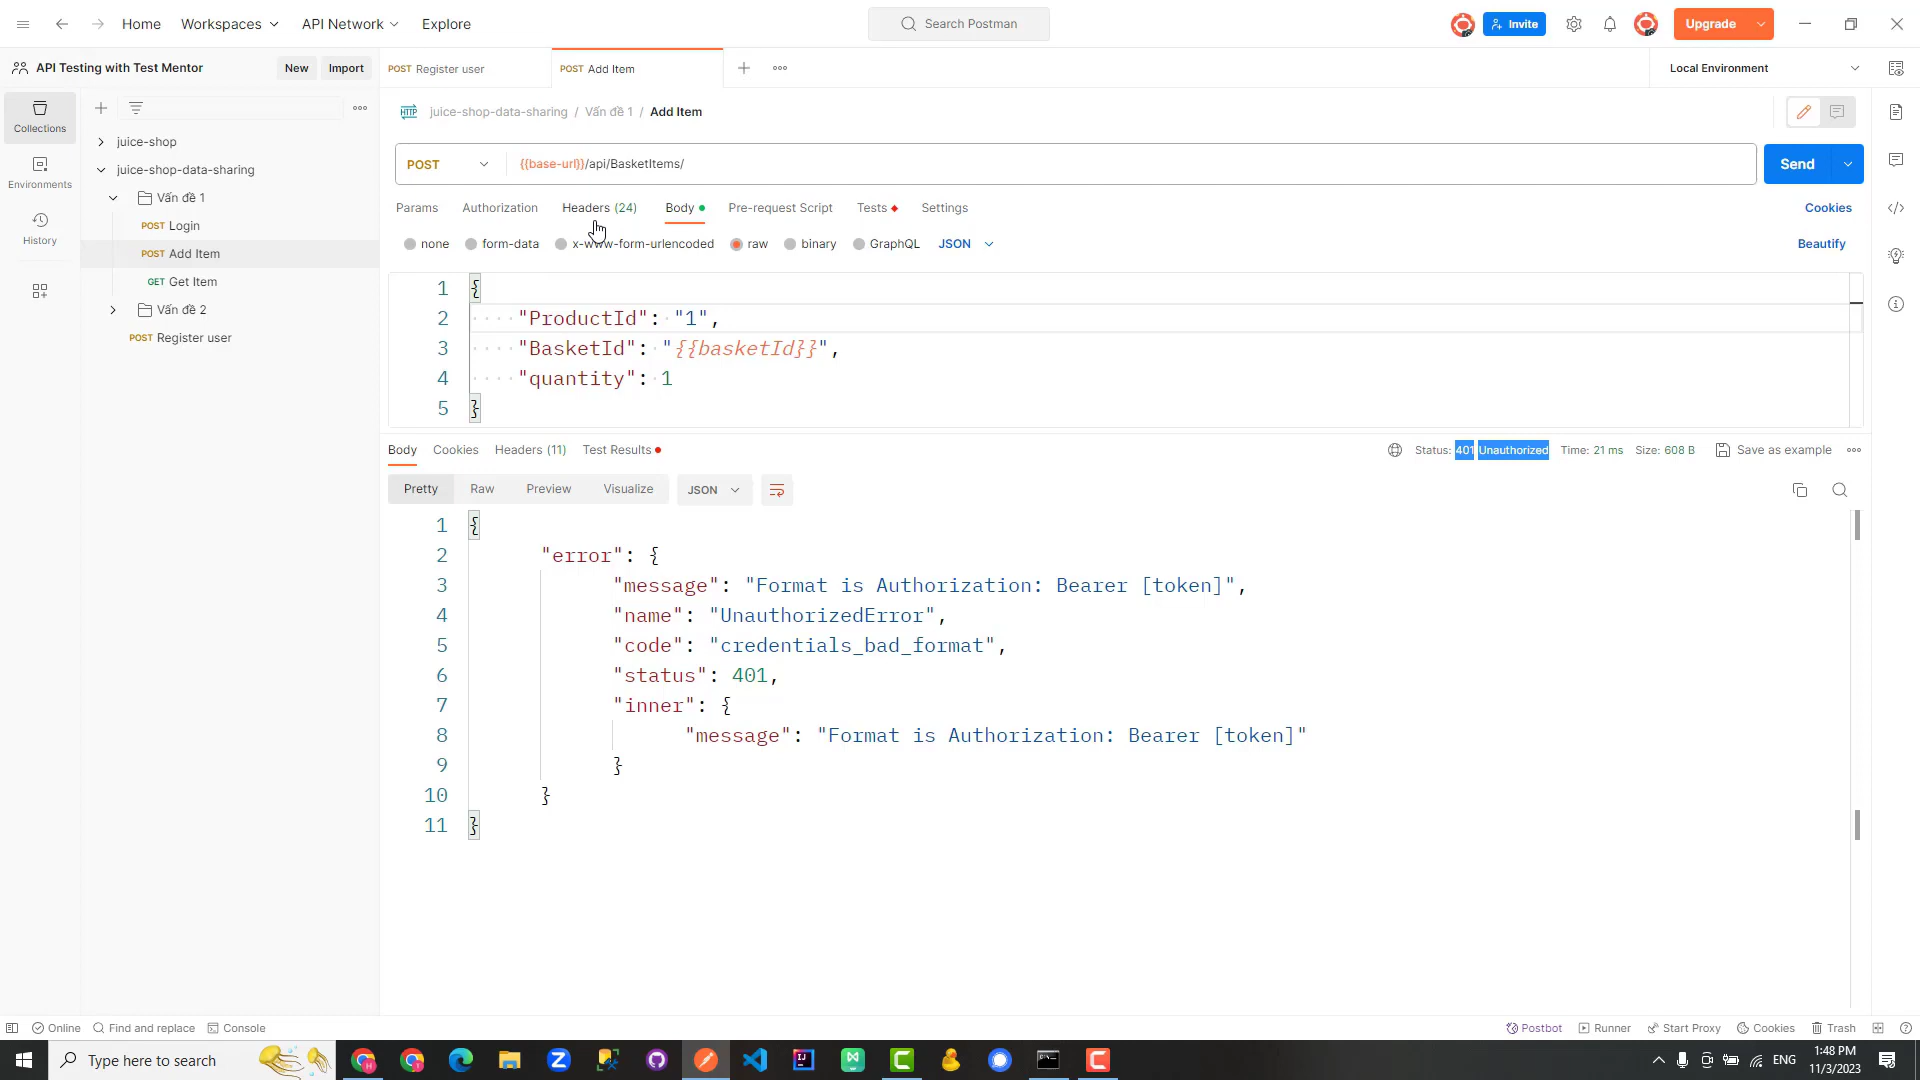 Home Workspaces API Network Explore Search Postman Invite Upgrade
API Testing with Test Mentor New Import POST Register user POST Add Item Local Environment
Collections
Environments
History
juice-shop
juice-shop-data-sharing
Vấn đề 1
POST Login
POST Add Item
GET Get Item
Vấn đề 2
POST Register user
HTTP juice-shop-data-sharing / Vấn đề 1 / Add Item
POST {{base-url}}/api/BasketItems/ Send
Params Authorization Headers (24) Body Pre-request Script Tests Settings Cookies
none form-data x-www-form-urlencoded raw binary GraphQL JSON Beautify
1 {
2 "ProductId": "1",
3 "BasketId": "{{basketId}}",
4 "quantity": 1
5 }
Body Cookies Headers (11) Test Results Status: 401 Unauthorized Time: 21 ms Size: 608 B Save as example
Pretty Raw Preview Visualize JSON
1 {
2 "error": {
3 "message": "Format is Authorization: Bearer [token]",
4 "name": "UnauthorizedError",
5 "code": "credentials_bad_format",
6 "status": 401,
7 "inner": {
8 "message": "Format is Authorization: Bearer [token]"
9 }
10 }
11 }
Online Find and replace Console Postbot Runner Start Proxy Cookies Trash
Type here to search ENG 1:48 PM
11/3/2023